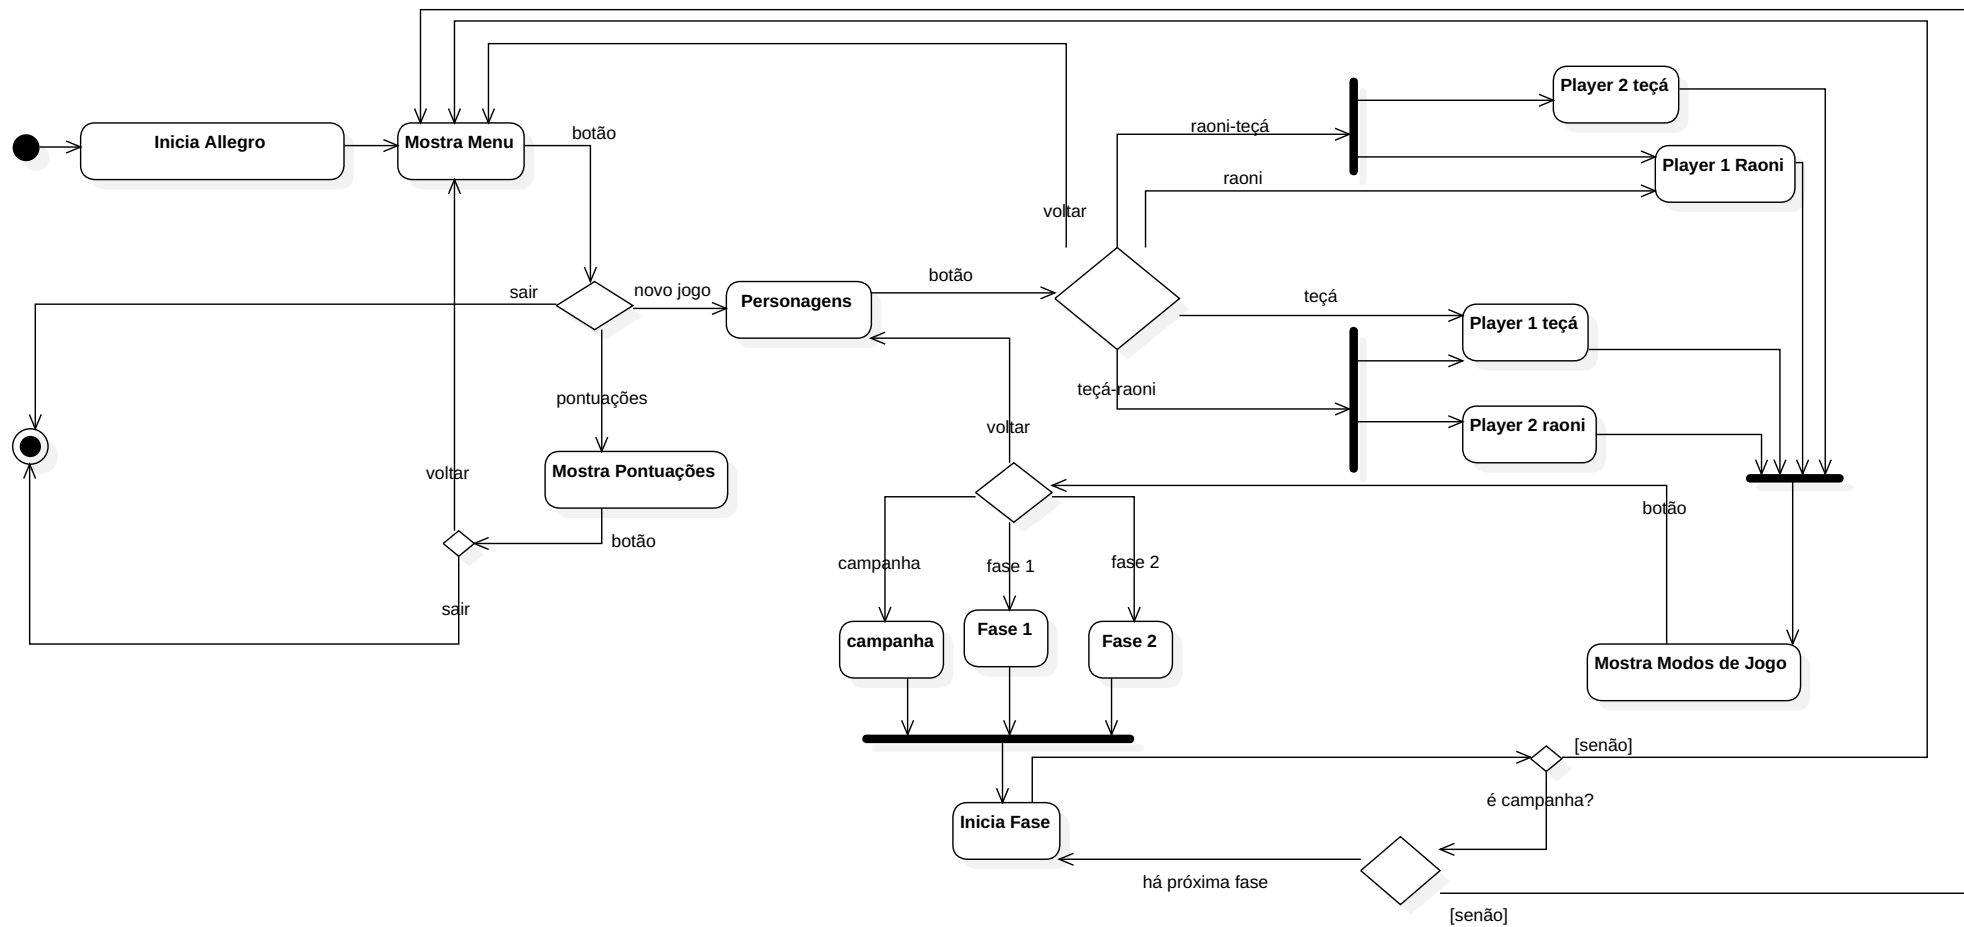 Player 2 teçá
raoni-teçá
Inicia Allegro
Mostra Menu
botão
Player 1 Raoni
raoni
voltar
botão
sair
novo jogo
Personagens
teçá
Player 1 teçá
teçá-raoni
pontuações
voltar
Player 2 raoni
voltar
Mostra Pontuações
botão
botão
campanha
fase 1
fase 2
sair
campanha
Fase 1
Fase 2
Mostra Modos de Jogo
[senão]
é campanha?
Inicia Fase
há próxima fase
[senão]